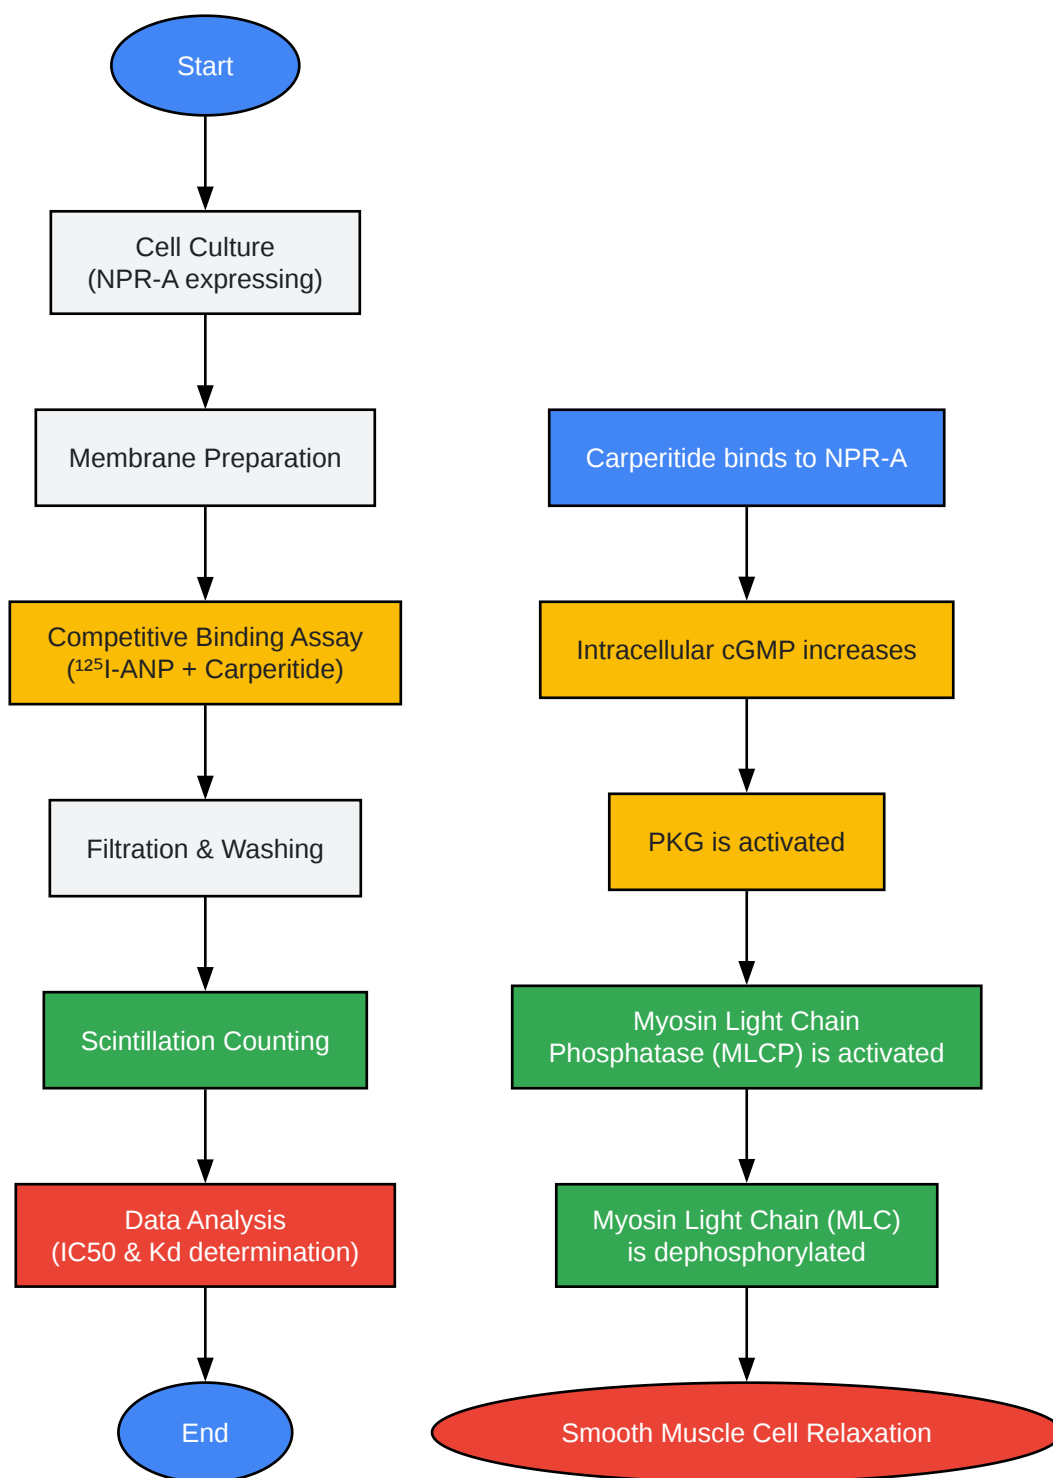 Start
Cell Culture
(NPR-A expressing)
Membrane Preparation
Competitive Binding Assay
(¹²⁵I-ANP + Carperitide)
Filtration & Washing
Scintillation Counting
Data Analysis
(IC50 & Kd determination)
End
Carperitide binds to NPR-A
Intracellular cGMP increases
PKG is activated
Myosin Light Chain
Phosphatase (MLCP) is activated
Myosin Light Chain (MLC)
is dephosphorylated
Smooth Muscle Cell Relaxation